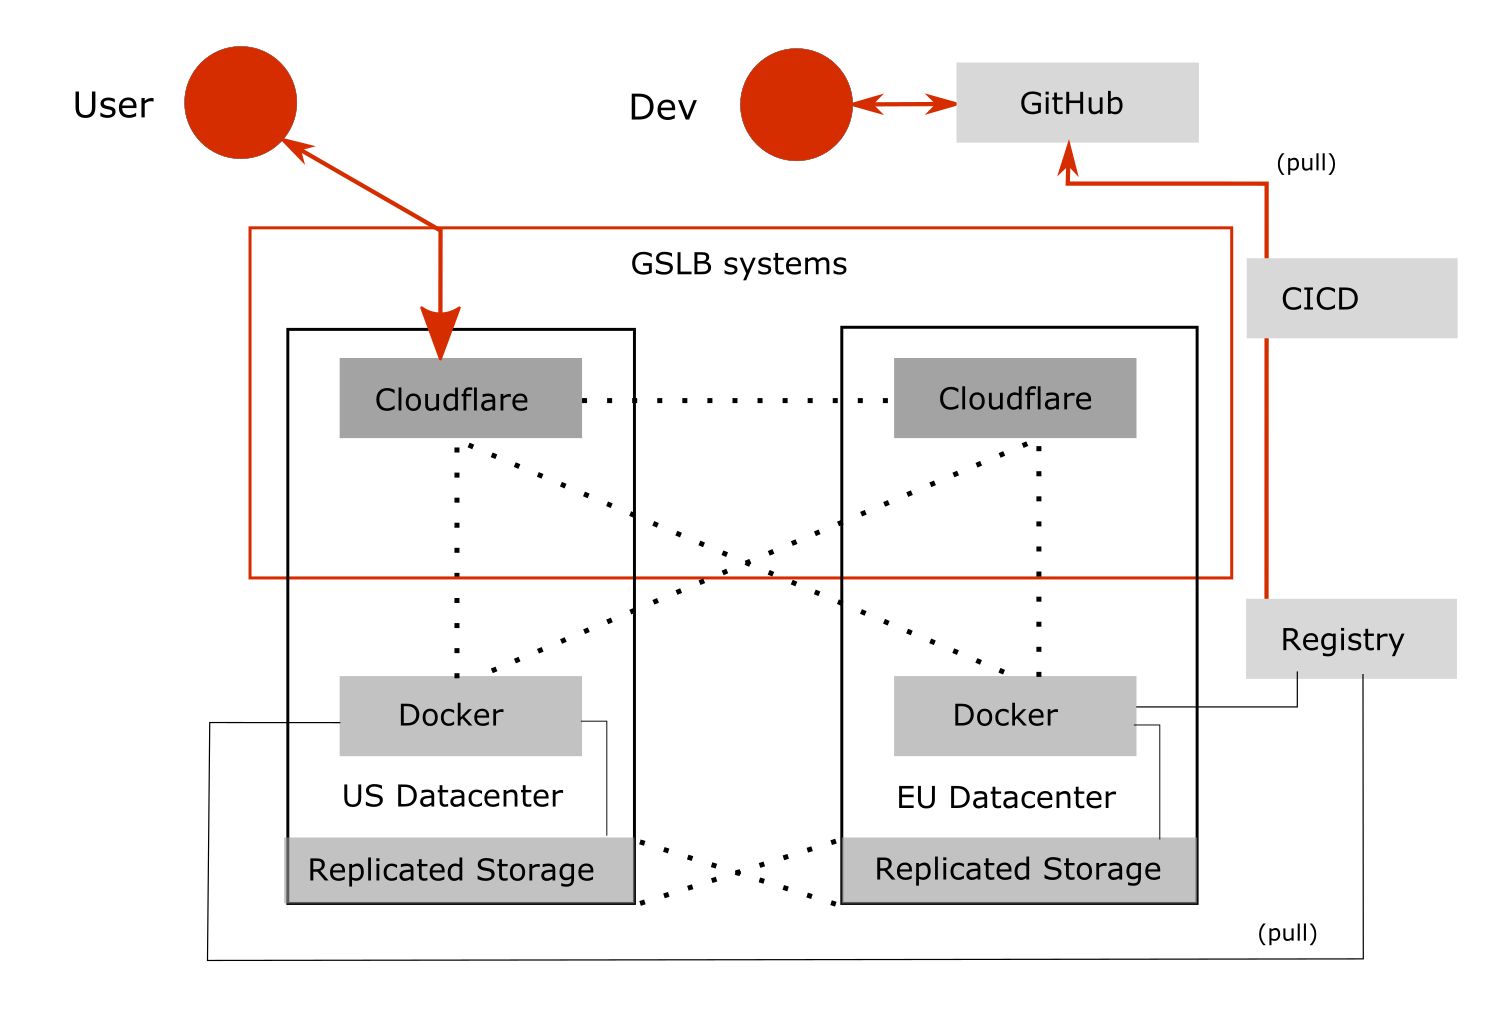 User
Dev
GitHub
(pull)
GSLB systems
CICD
Cloudflare
Cloudflare
Registry
Docker
Docker
US Datacenter
EU Datacenter
Replicated Storage
Replicated Storage
(pull)